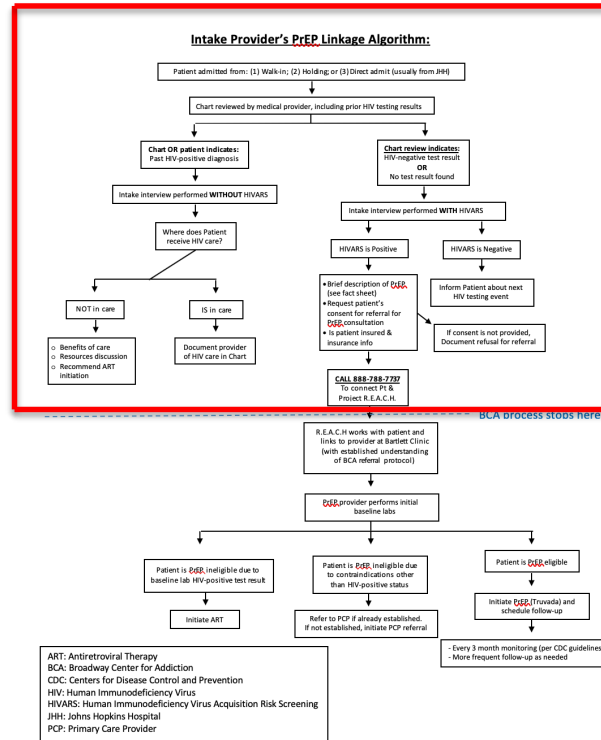 Intake Provider's PrEP Linkage Algorithm:
Patient admitted from: (1) Walk-in; (2) Holding; or (3) Direct admit (usually from JHH)
Chart reviewed by medical provider, including prior HIV testing results
Chart OR patient indicates:
Past HIV-positive diagnosis
Chart review indicates:
HIV-negative test result
OR
No test result found
Intake interview performed WITHOUT HIVARS
Intake interview performed WITH HIVARS
Where does Patient
receive HIV care?
HIVARS is Positive
HIVARS is Negative
• Brief description of PrEP
(see fact sheet)
• Request patient's
consent for referral for
PrEP consultation
• Is patient insured &
insurance info
Inform Patient about next
HIV testing event
NOT in care
IS in care
If consent is not provided,
Document refusal for referral
o Benefits of care
o Resources discussion
o Recommend ART
initiation
Document provider
of HIV care in Chart
CALL 888-788-7737
To connect Pt &
Project R.E.A.C.H.
BCA process stops here
R.E.A.C.H works with patient and
links to provider at Bartlett Clinic
(with established understanding
of BCA referral protocol)
PrEP provider performs initial
baseline labs
Patient is PrEP ineligible due to
baseline lab HIV-positive test result
Patient is PrEP ineligible due
to contraindications other
than HIV-positive status
Patient is PrEP eligible
Initiate ART
Refer to PCP if already established.
If not established, initiate PCP referral
Initiate PrEP (Truvada) and
schedule follow-up
- Every 3 month monitoring (per CDC guidelines
- More frequent follow-up as needed
ART: Antiretroviral Therapy
BCA: Broadway Center for Addiction
CDC: Centers for Disease Control and Prevention
HIV: Human Immunodeficiency Virus
HIVARS: Human Immunodeficiency Virus Acquisition Risk Screening
JHH: Johns Hopkins Hospital
PCP: Primary Care Provider